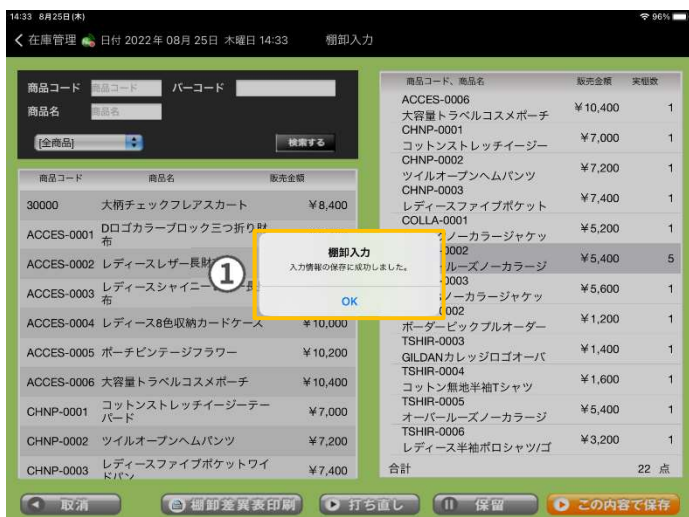 14:33 8月25日(木)
96%
在庫管理
日付 2022年 08月 25日 木曜日 14:33
棚卸入力
商品コード
商品コード
バーコード
商品名
商品名
[全商品]
検索する
商品コード 商品名 販売金額
30000 大柄チェックフレアスカート ¥8,400
ACCES-0001 Dロゴカラーブロック三つ折り財
布
ACCES-0002 レディースレザー長財
ACCES-0003 レディースシャイニー
布
ACCES-0004 レディース8色収納カードケース ¥10,000
ACCES-0005 ポーチビンテージフラワー ¥10,200
ACCES-0006 大容量トラベルコスメポーチ ¥10,400
CHNP-0001 コットンストレッチイージーテー
パード ¥7,000
CHNP-0002 ツイルオープンヘムパンツ ¥7,200
CHNP-0003 レディースファイブポケットワイ
ドパン ¥7,400
①
棚卸入力
入力情報の保存に成功しました。
OK
商品コード、商品名 販売金額 実棚数
ACCES-0006
大容量トラベルコスメポーチ ¥10,400 1
CHNP-0001
コットンストレッチイージー ¥7,000 1
CHNP-0002
ツイルオープンヘムパンツ ¥7,200 1
CHNP-0003
レディースファイブポケット ¥7,400 1
COLLA-0001
ノーカラージャケッ ¥5,200 1
0002
ルーズノーカラージ ¥5,400 5
0003
ノーカラージャケッ ¥5,600 1
0002
ボーダービックプルオーダー ¥1,200 1
TSHIR-0003
GILDANカレッジロゴオーバ ¥1,400 1
TSHIR-0004
コットン無地半袖Tシャツ ¥1,600 1
TSHIR-0005
オーバールーズノーカラージ ¥5,400 1
TSHIR-0006
レディース半袖ポロシャツ/ゴ ¥3,200 1
合計 22 点
取消
棚卸差異表印刷
打ち直し
保留
この内容で保存